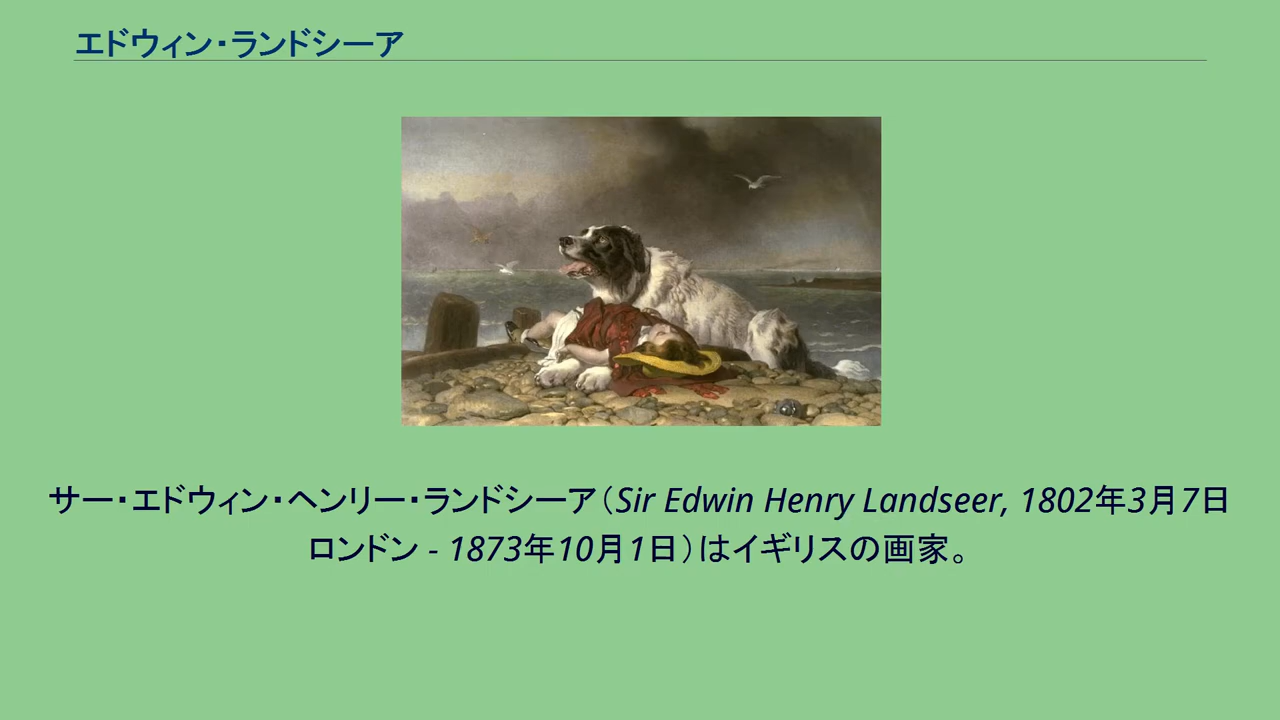 エドウィン・ランドシーア
サー・エドウィン・ヘンリー・ランドシーア（Sir Edwin Henry Landseer, 1802年3月7日
ロンドン - 1873年10月1日）はイギリスの画家。